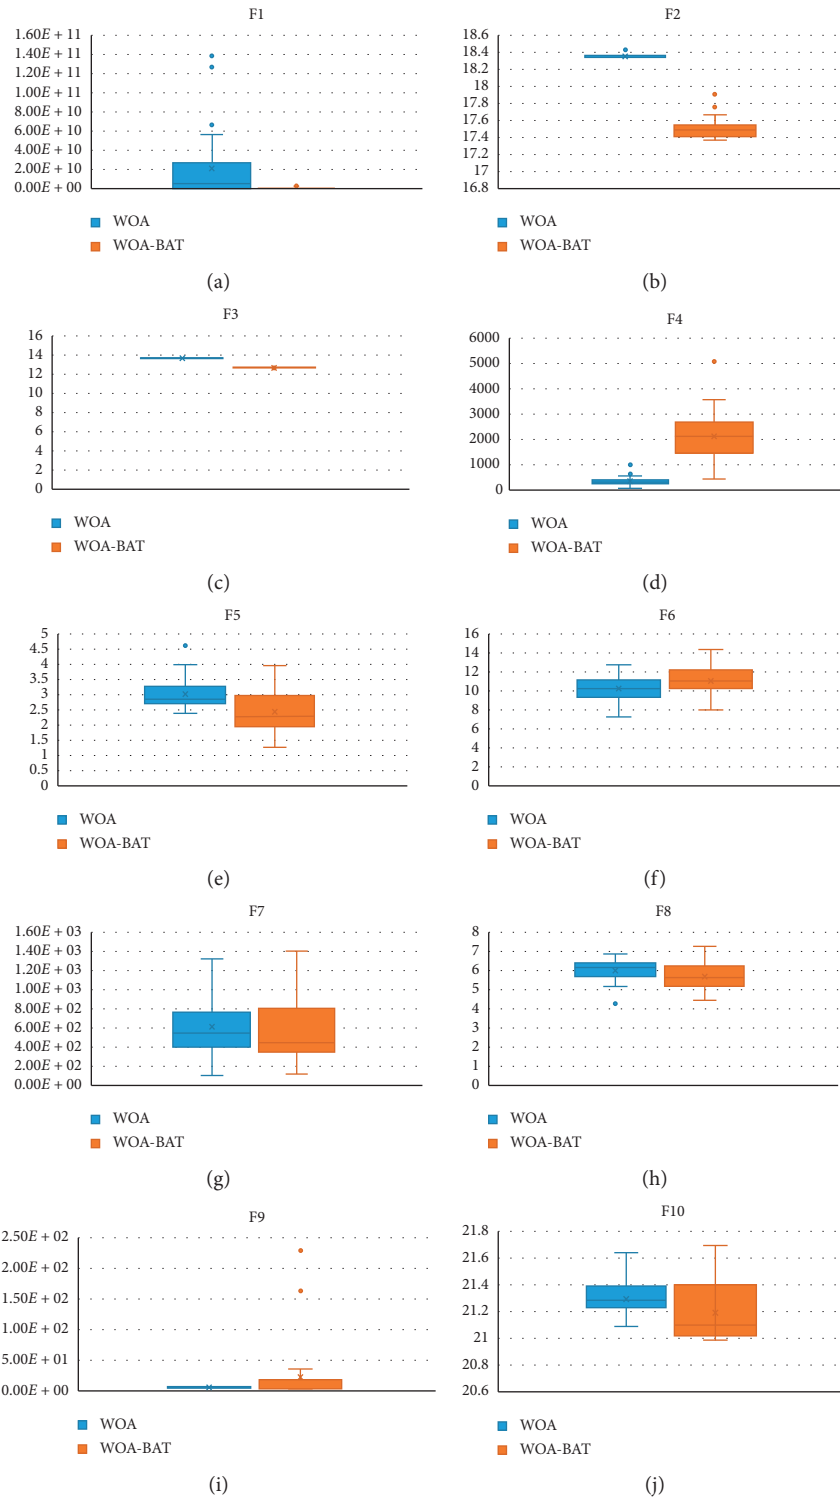 F1
1.60E + 11
1.40E + 11
1.20E + 11
1.00E + 11
8.00E + 10
6.00E + 10
4.00E + 10
2.00E + 10
0.00E + 00
WOA
WOA-BAT
(a)
F2
18.6
18.4
18.2
18
17.8
17.6
17.4
17.2
17
16.8
WOA
WOA-BAT
(b)
F3
16
14
12
10
8
6
4
2
0
WOA
WOA-BAT
(c)
F4
6000
5000
4000
3000
2000
1000
0
WOA
WOA-BAT
(d)
F5
5
4.5
4
3.5
3
2.5
2
1.5
1
0.5
0
WOA
WOA-BAT
(e)
F6
16
14
12
10
8
6
4
2
0
WOA
WOA-BAT
(f)
F7
1.60E + 03
1.40E + 03
1.20E + 03
1.00E + 03
8.00E + 02
6.00E + 02
4.00E + 02
2.00E + 02
0.00E + 00
WOA
WOA-BAT
(g)
F8
8
7
6
5
4
3
2
1
0
WOA
WOA-BAT
(h)
F9
2.50E + 02
2.00E + 02
1.50E + 02
1.00E + 02
5.00E + 01
0.00E + 00
WOA
WOA-BAT
(i)
F10
21.8
21.6
21.4
21.2
21
20.8
20.6
WOA
WOA-BAT
(j)